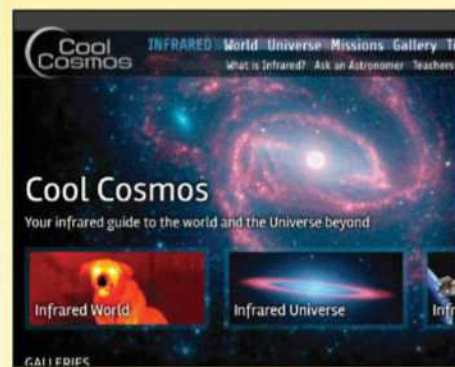 Cool
Cosmos
INFRARED World Universe Missions Gallery
What is Infrared? Ask an Astronomer Teachers
Cool Cosmos
Your infrared guide to the world and the Universe beyond
Infrared World
Infrared Universe
GALLERIES